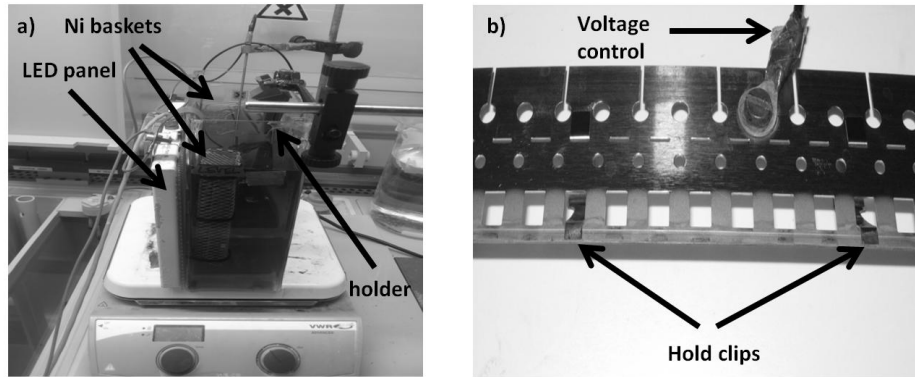 a)
Ni baskets
LED panel
holder
VWR
b)
Voltage
control
Hold clips